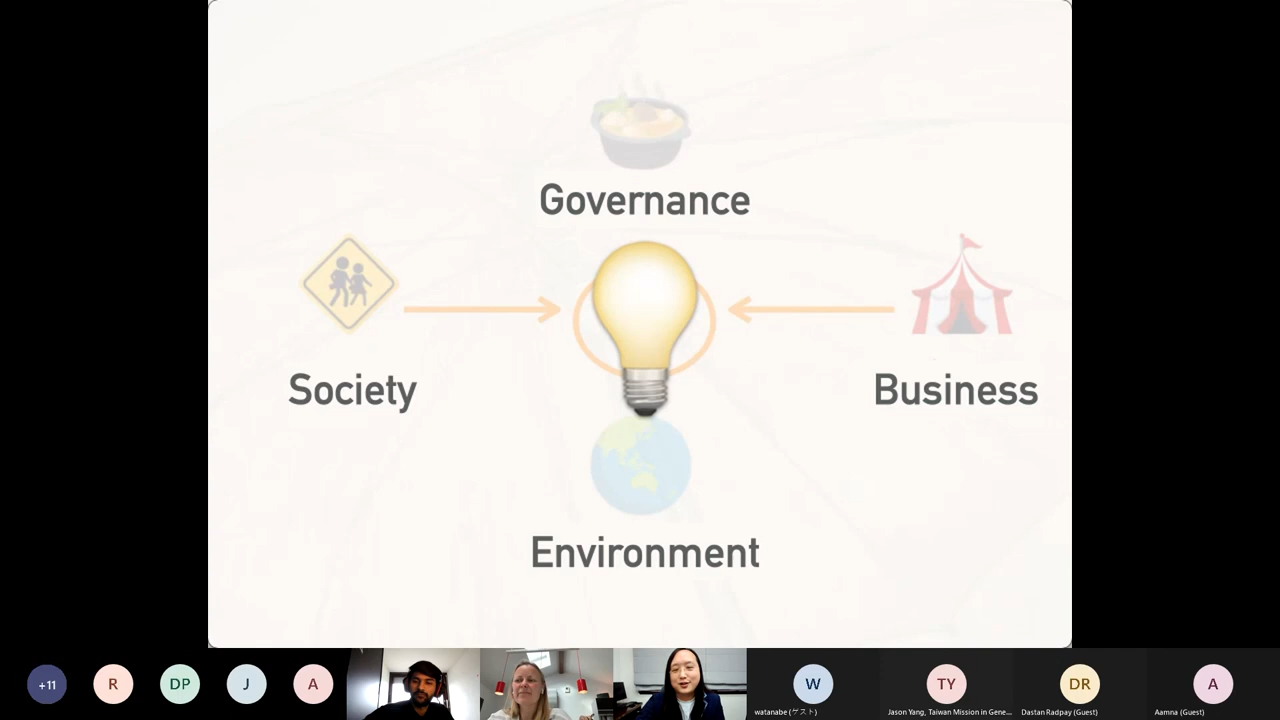 Governance
Society
Business
Environment
+11
R
DP
J
A
W
TY
DR
A
watanabe (ゲスト)
Jason Yang, Taiwan Mission in Gene...
Dastan Radpay (Guest)
Aamna (Guest)